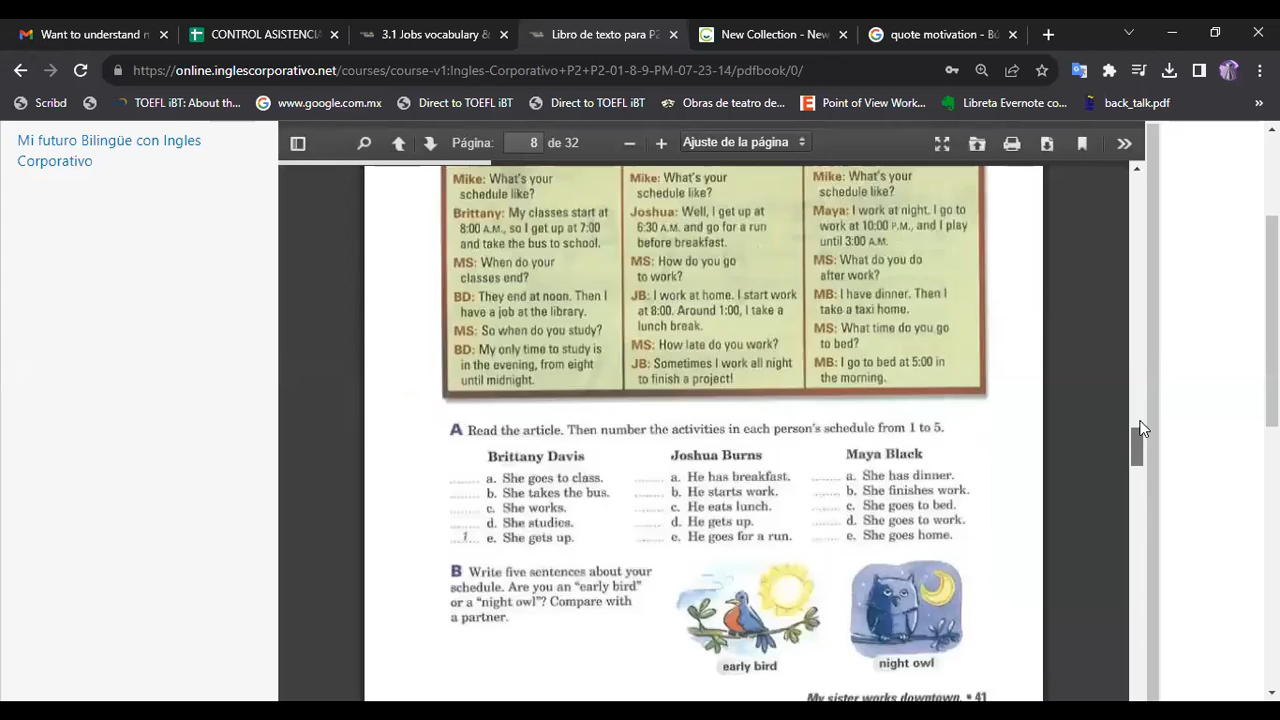 Want to understand n
CONTROL ASISTENCIA
3.1 Jobs vocabulary &
Libro de texto para P2
New Collection - New
quote motivation - Bú
https://online.inglescorporativo.net/courses/course-v1:Ingles-Corporativo+P2+P2-01-8-9-PM-07-23-14/pdfbook/0/
Scribd
TOEFL iBT: About th...
www.google.com.mx
Direct to TOEFL iBT
Direct to TOEFL iBT
Obras de teatro de...
Point of View Work...
Libreta Evernote co...
back_talk.pdf
Mi futuro Bilingüe con Ingles
Corporativo
Página: 8 de 32
Ajuste de la página
Mike: What's your
schedule like?
Brittany: My classes start at
8:00 A.M., so I get up at 7:00
and take the bus to school.
MS: When do your
classes end?
BD: They end at noon. Then I
have a job at the library.
MS: So when do you study?
BD: My only time to study is
in the evening, from eight
until midnight.
Mike: What's your
schedule like?
Joshua: Well, I get up at
6:30 A.M. and go for a run
before breakfast.
MS: How do you go
to work?
JB: I work at home. I start work
at 8:00. Around 1:00, I take a
lunch break.
MS: How late do you work?
JB: Sometimes I work all night
to finish a project!
Mike: What's your
schedule like?
Maya: I work at night. I go to
work at 10:00 P.M., and I play
until 3:00 A.M.
MS: What do you do
after work?
MB: I have dinner. Then I
take a taxi home.
MS: What time do you go
to bed?
MB: I go to bed at 5:00 in
the morning.
A Read the article. Then number the activities in each person's schedule from 1 to 5.
Brittany Davis
a. She goes to class.
b. She takes the bus.
c. She works.
d. She studies.
1 e. She gets up.
Joshua Burns
a. He has breakfast.
b. He starts work.
c. He eats lunch.
d. He gets up.
e. He goes for a run.
Maya Black
a. She has dinner.
b. She finishes work.
c. She goes to bed.
d. She goes to work.
e. She goes home.
B Write five sentences about your
schedule. Are you an "early bird"
or a "night owl"? Compare with
a partner.
early bird
night owl
My sister works downtown. • 41